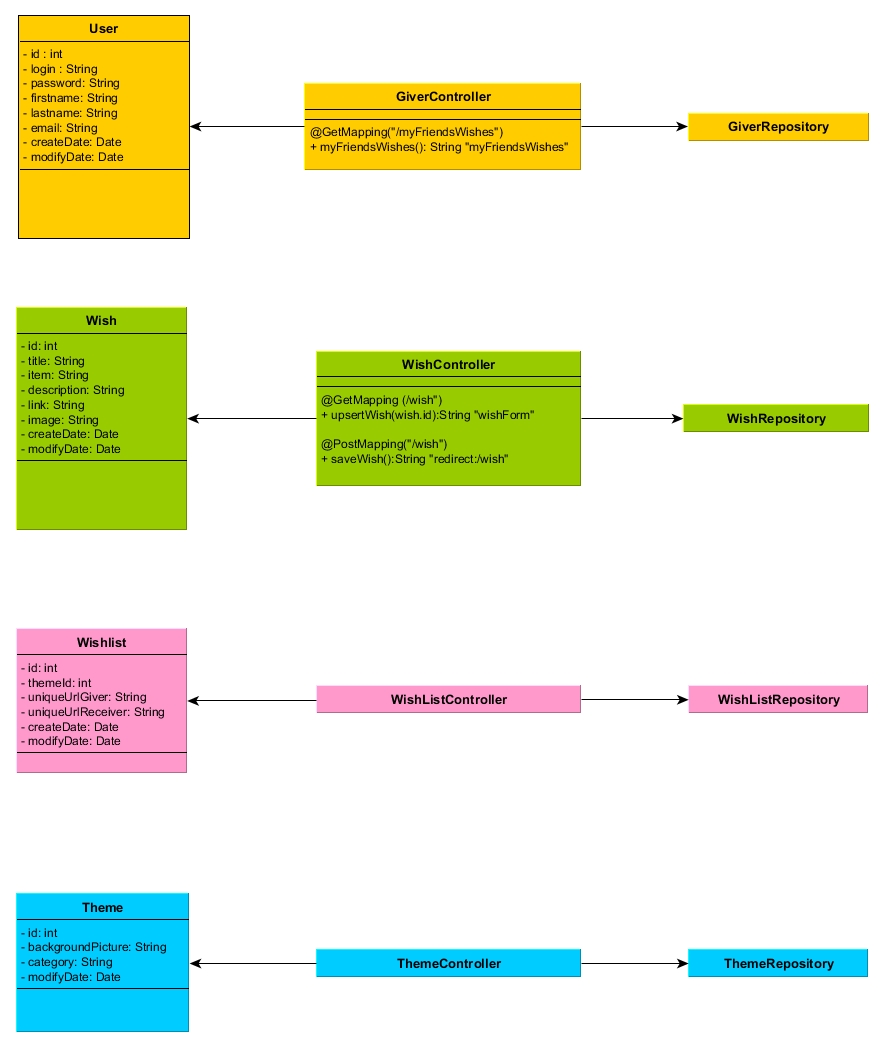 User
- id : int
- login : String
- password: String
- firstname: String
- lastname: String
- email: String
- createDate: Date
- modifyDate: Date
GiverController
@GetMapping("/myFriendsWishes")
+ myFriendsWishes(): String "myFriendsWishes"
GiverRepository
Wish
- id: int
- title: String
- item: String
- description: String
- link: String
- image: String
- createDate: Date
- modifyDate: Date
WishController
@GetMapping (/wish")
+ upsertWish(wish.id):String "wishForm"
@PostMapping("/wish")
+ saveWish():String "redirect:/wish"
WishRepository
Wishlist
- id: int
- themeId: int
- uniqueUrlGiver: String
- uniqueUrlReceiver: String
- createDate: Date
- modifyDate: Date
WishListController
WishListRepository
Theme
- id: int
- backgroundPicture: String
- category: String
- modifyDate: Date
ThemeController
ThemeRepository